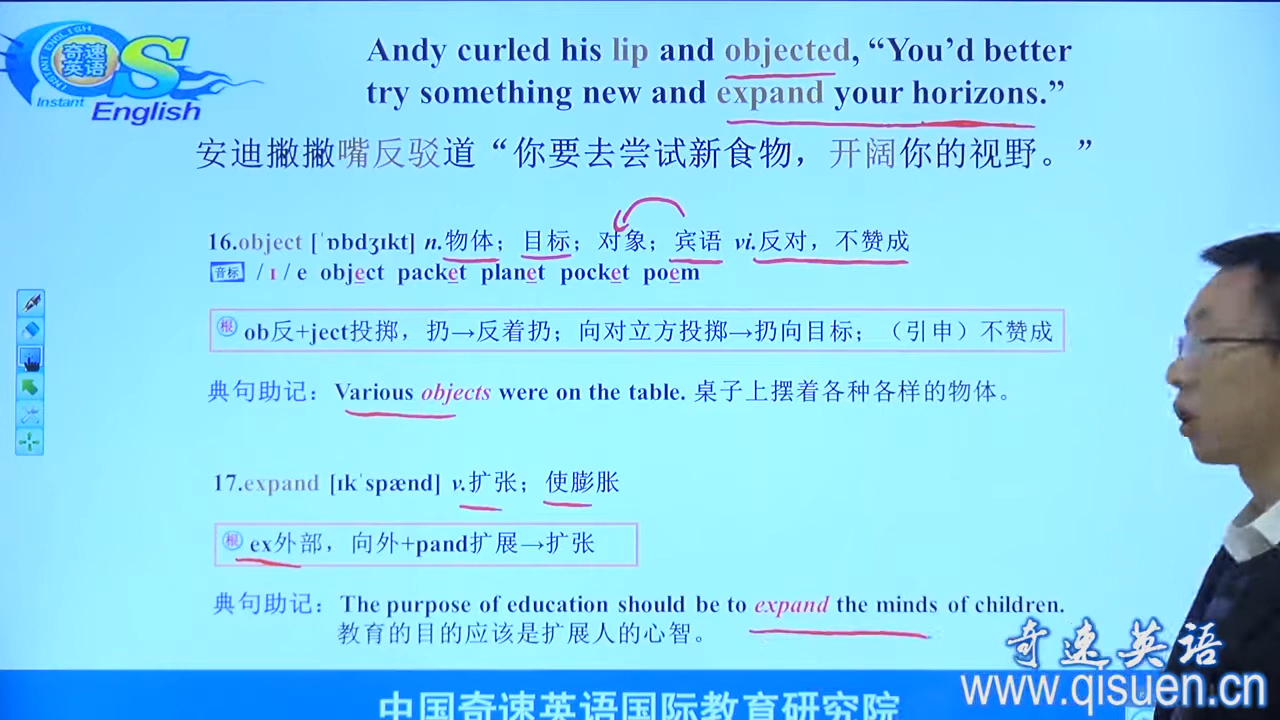 INSTANT ENGLISH
奇速
英语
S
Instant
English
Andy curled his lip and objected, “You’d better
try something new and expand your horizons.”
安迪撇撇嘴反驳道“你要去尝试新食物，开阔你的视野。”
16.object [ˈɒbdʒɪkt] n.物体；目标；对象；宾语 vi.反对，不赞成
音标 /ɪ/ e object packet planet pocket poem
根 ob反+ject投掷，扔→反着扔；向对立方投掷→扔向目标；（引申）不赞成
典句助记：Various objects were on the table. 桌子上摆着各种各样的物体。
17.expand [ɪkˈspænd] v.扩张；使膨胀
根 ex外部，向外+pand扩展→扩张
典句助记：The purpose of education should be to expand the minds of children.
教育的目的应该是扩展人的心智。
奇速英语
www.qisuen.cn
中国奇速英语国际教育研究院